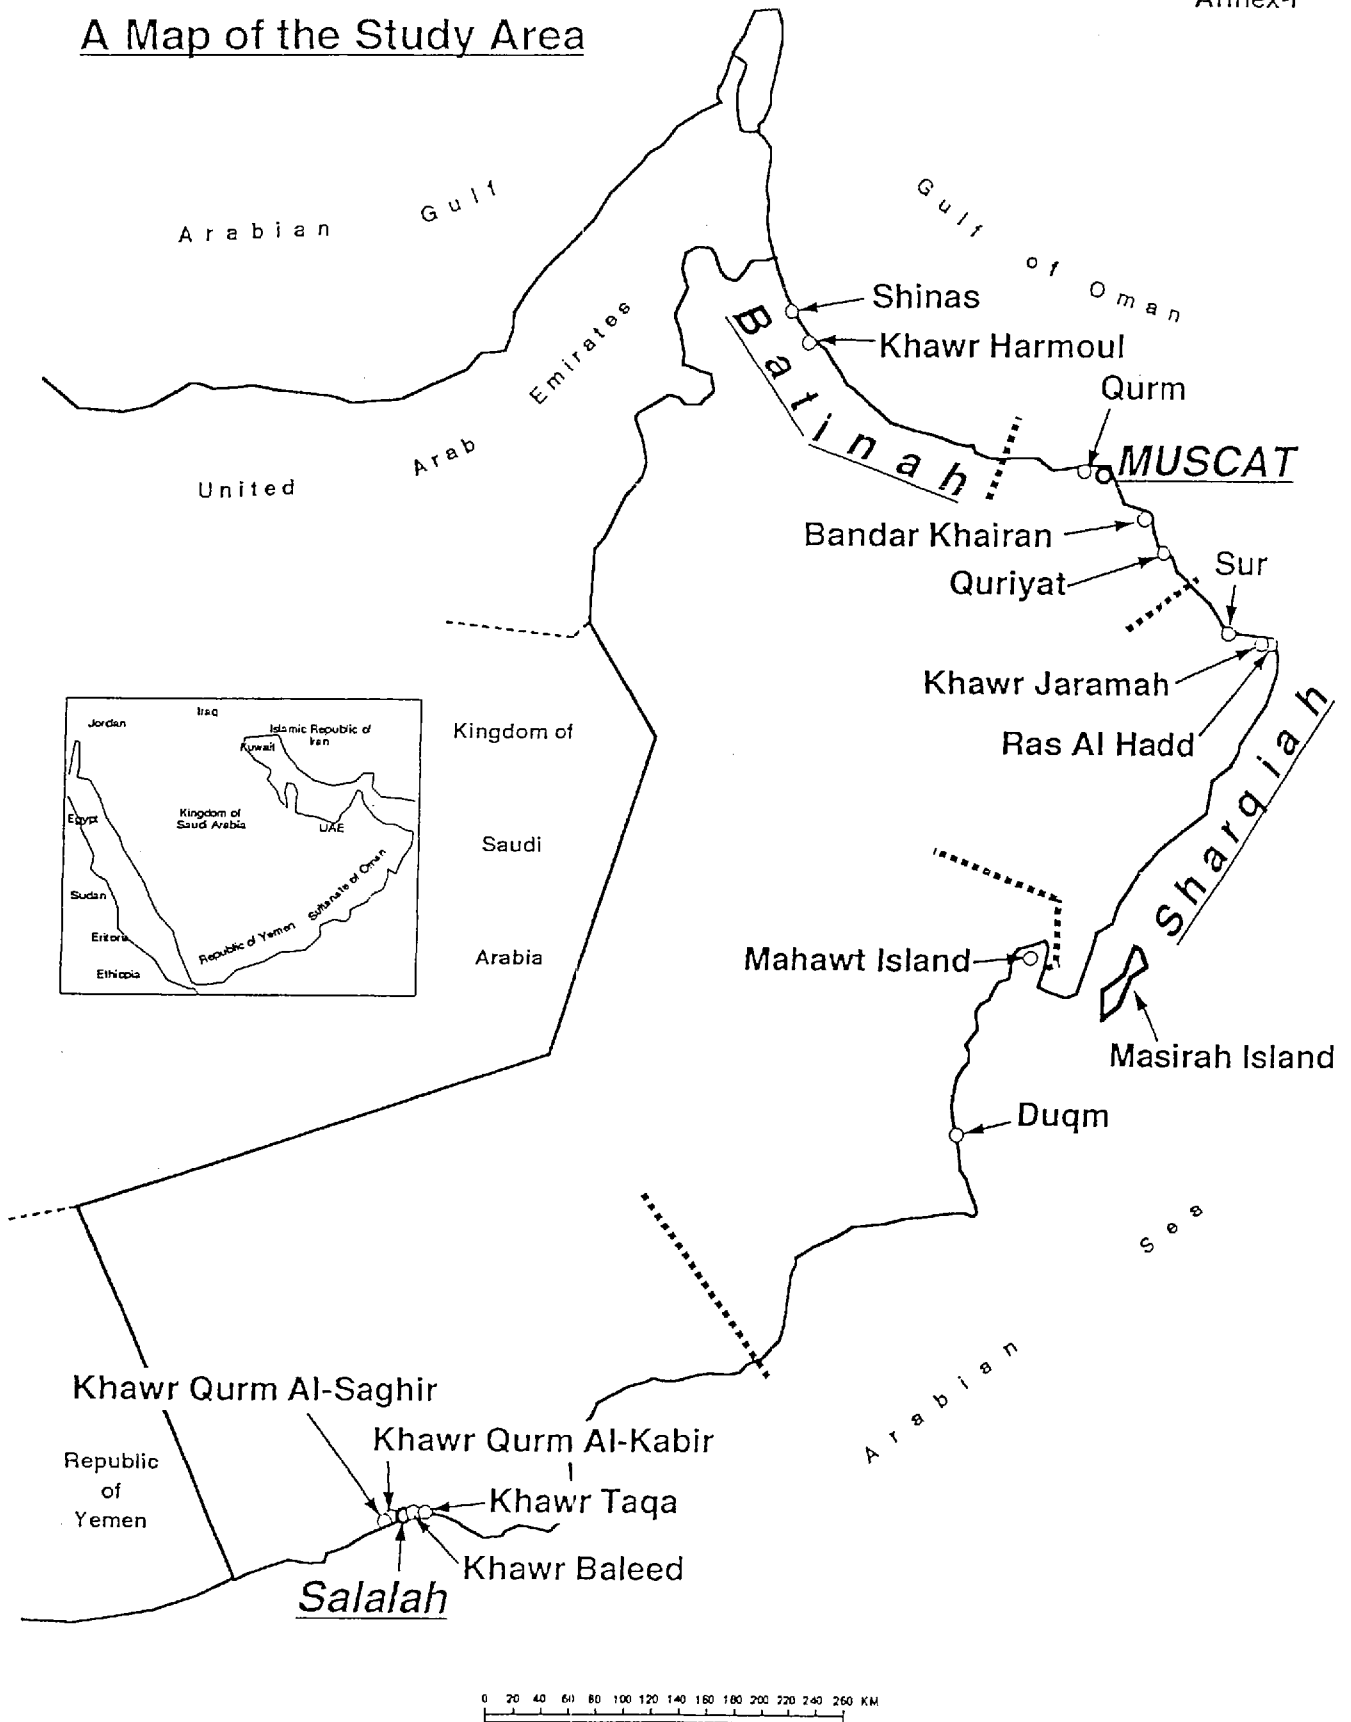 Annex-I
A Map of the Study Area
Arabian Gulf
Gulf of Oman
Shinas
Khawr Harmoul
Batinah
Qurm
MUSCAT
United Arab Emirates
Bandar Khairan
Quriyat
Sur
Khawr Jaramah
Ras Al Hadd
Sharqiah
Kingdom of
Saudi
Arabia
Jordan
Iraq
Islamic Republic of
Iran
Kuwait
Egypt
Kingdom of
Saudi Arabia
UAE
Sultanate of Oman
Sudan
Republic of Yemen
Eritoria
Ethiopia
Mahawt Island
Masirah Island
Duqm
Arabian Sea
Khawr Qurm Al-Saghir
Khawr Qurm Al-Kabir
Republic
of
Yemen
Khawr Taqa
Khawr Baleed
Salalah
0 20 40 60 80 100 120 140 160 180 200 220 240 260 KM